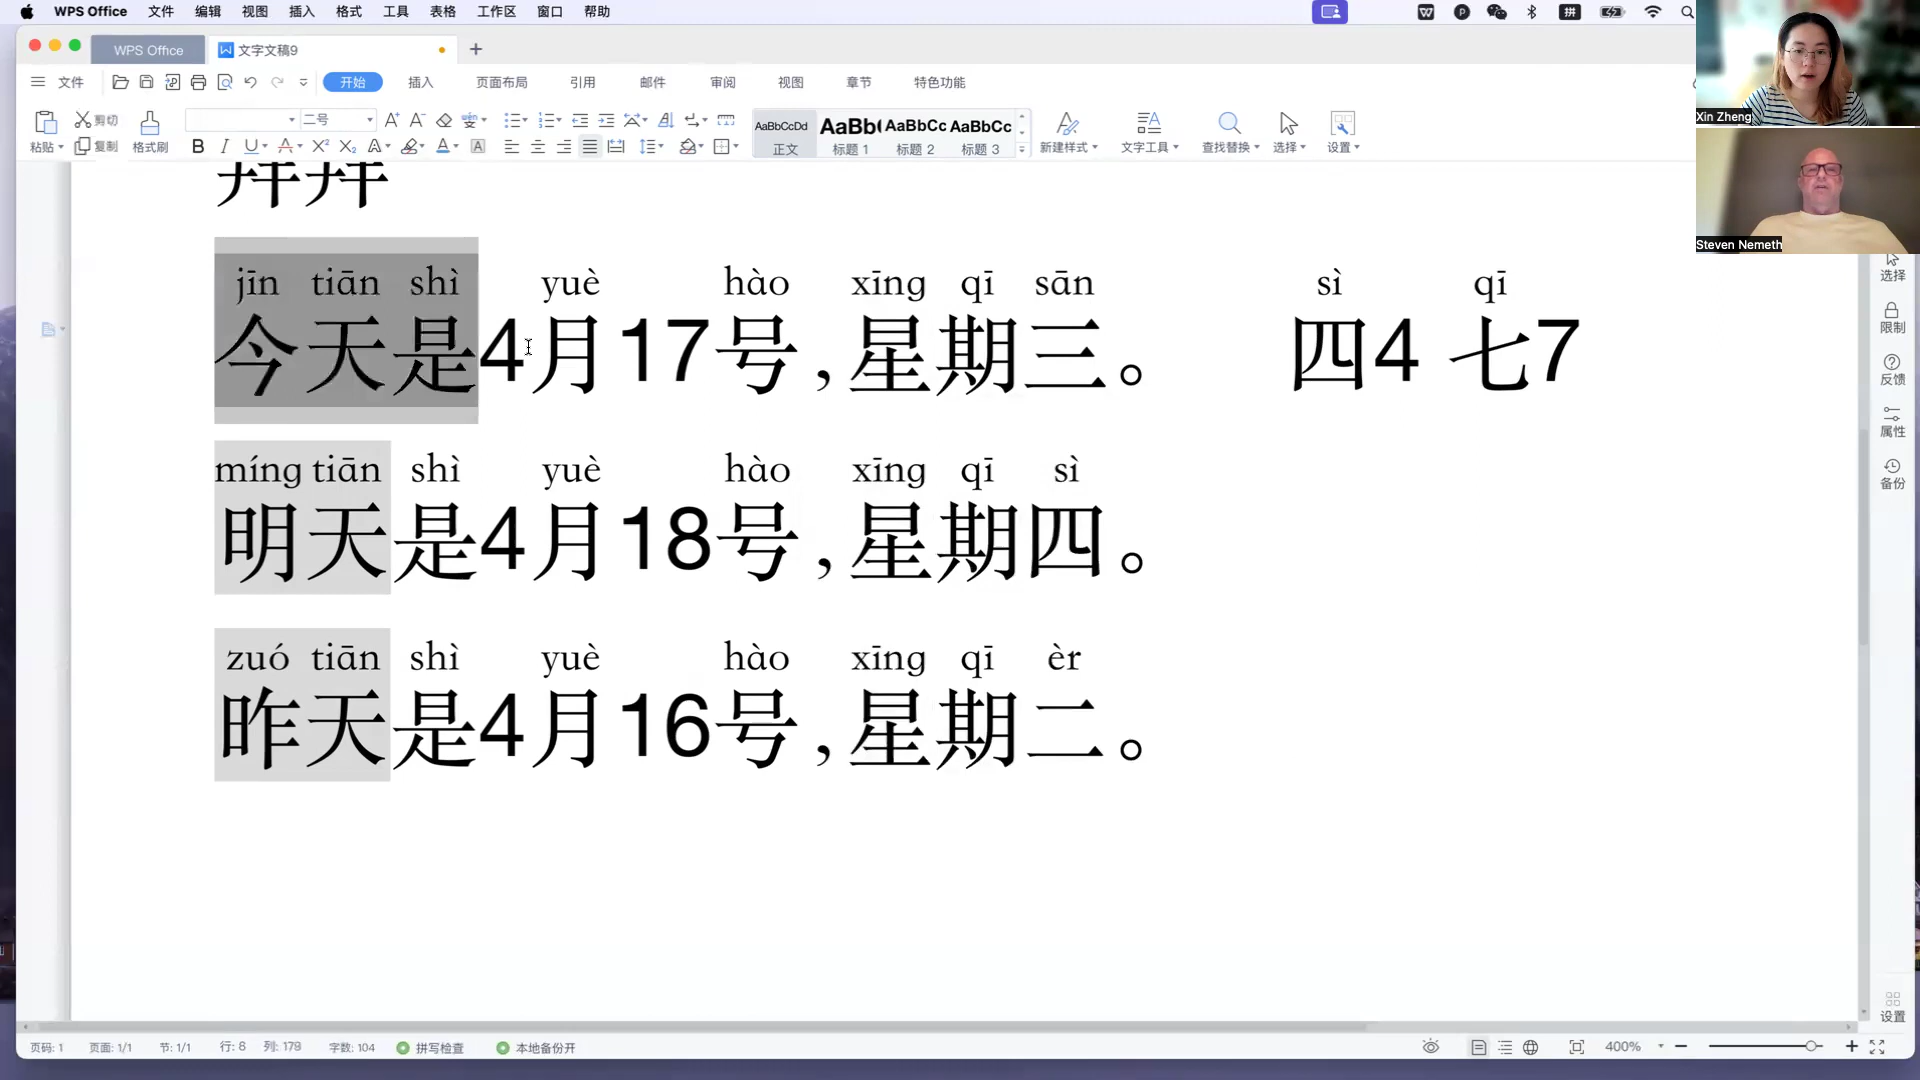 WPS Office 文件 编辑 视图 插入 格式 工具 表格 工作区 窗口 帮助
WPS Office 文字文稿9
文件 开始 插入 页面布局 引用 邮件 审阅 视图 章节 特色功能
粘贴 剪切 复制 格式刷 二号
AaBbCcDd 正文 AaBb( 标题 1 AaBbCc 标题 2 AaBbCc 标题 3 新建样式 文字工具 查找替换 选择 设置
Xin Zheng
Steven Nemeth
拜拜
jīn tiān shì yuè hào xīng qī sān sì qī
今天是4月17号,星期三。 四4 七7
míng tiān shì yuè hào xīng qī sì
明天是4月18号,星期四。
zuó tiān shì yuè hào xīng qī èr
昨天是4月16号,星期二。
选择
限制
反馈
属性
备份
设置
页码: 1 页面: 1/1 节: 1/1 行: 8 列: 179 字数: 104 拼写检查 本地备份开 400%